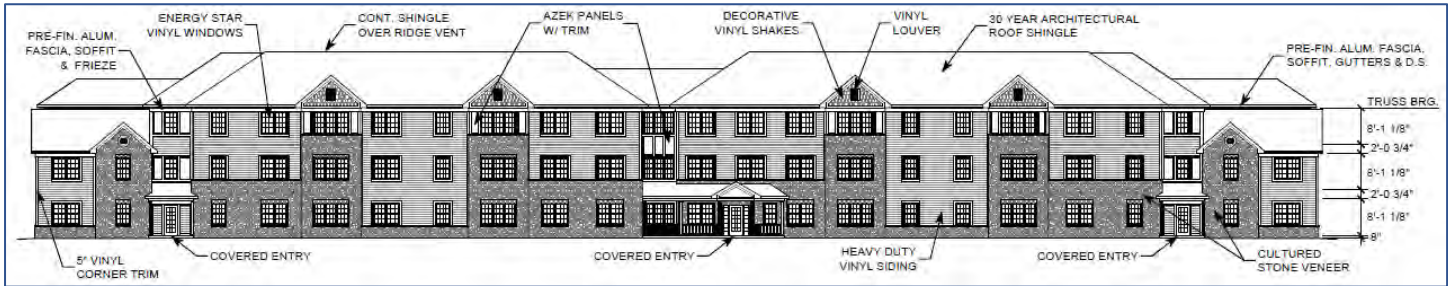 ENERGY STAR
VINYL WINDOWS
CONT. SHINGLE
OVER RIDGE VENT
AZEK PANELS
W/ TRIM
DECORATIVE
VINYL SHAKES
VINYL
LOUVER
30 YEAR ARCHITECTURAL
ROOF SHINGLE
PRE-FIN. ALUM.
FASCIA, SOFFIT
& FRIEZE
PRE-FIN. ALUM. FASCIA,
SOFFIT, GUTTERS & D.S.
TRUSS BRG.
8'-1 1/8"
2'-0 3/4"
8'-1 1/8"
2'-0 3/4"
8'-1 1/8"
8"
5" VINYL
CORNER TRIM
COVERED ENTRY
COVERED ENTRY
HEAVY DUTY
VINYL SIDING
COVERED ENTRY
CULTURED
STONE VENEER